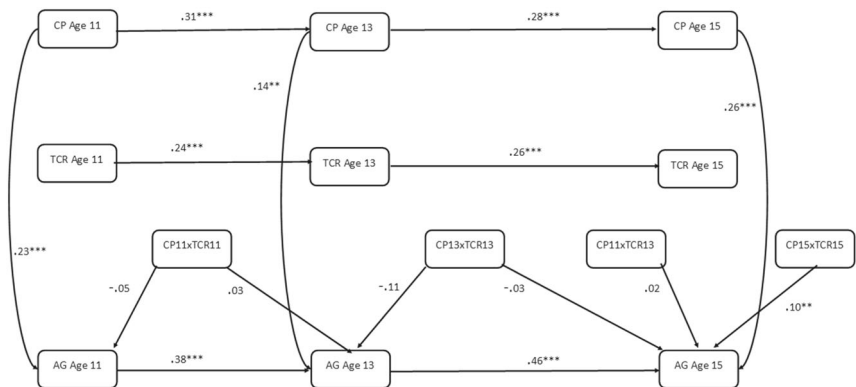 .31***
.28***
CP Age 11
CP Age 13
CP Age 15
.14**
.26***
.24***
.26***
TCR Age 11
TCR Age 13
TCR Age 15
CP11xTCR11
CP13xTCR13
CP11xTCR13
CP15xTCR15
.23***
-.05
.03
-.11
-.03
.02
.10**
.38***
.46***
AG Age 11
AG Age 13
AG Age 15